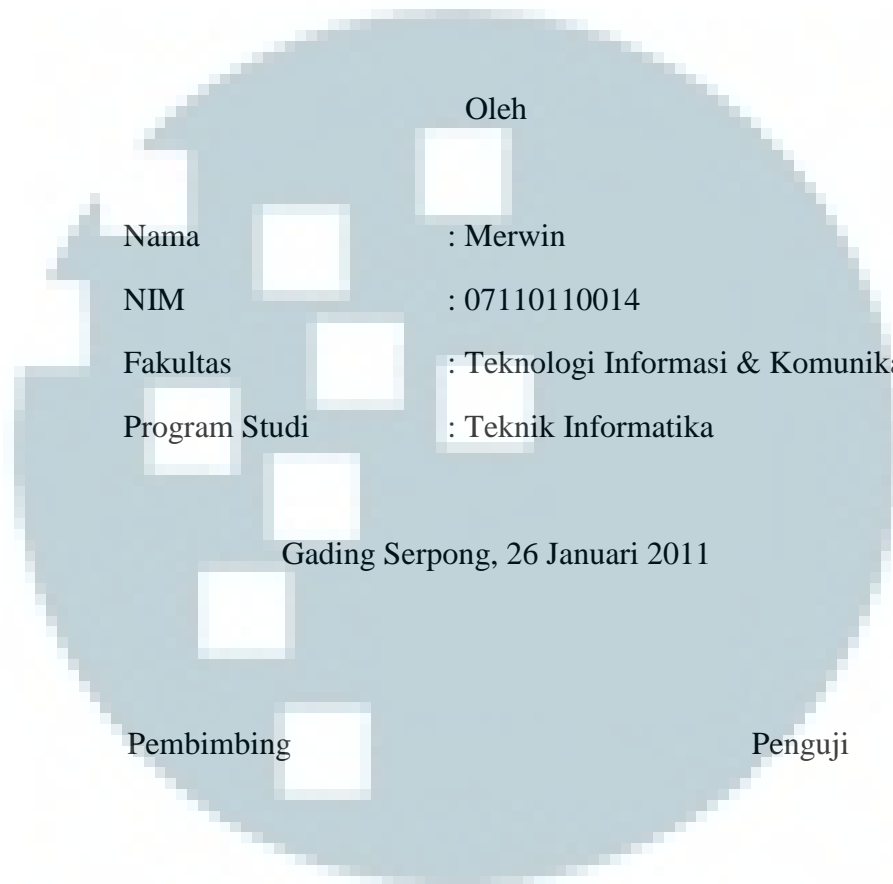 Oleh
Nama : Merwin
NIM : 07110110014
Fakultas : Teknologi Informasi & Komunika
Program Studi : Teknik Informatika
Gading Serpong, 26 Januari 2011
Pembimbing Penguji